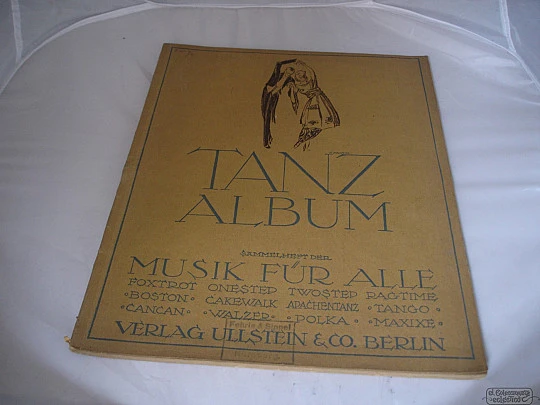 TANZ
ALBUM
SAMMELHEFT DER
MUSIK FÜR ALLE
FOXTROT ONESTEP TWOSTEP RAGTIME
•BOSTON• CAKEWALK APACHENTANZ •TANGO•
•CANCAN• •WALZER• •POLKA• •MAXIXE•
VERLAG ULLSTEIN & CO. BERLIN